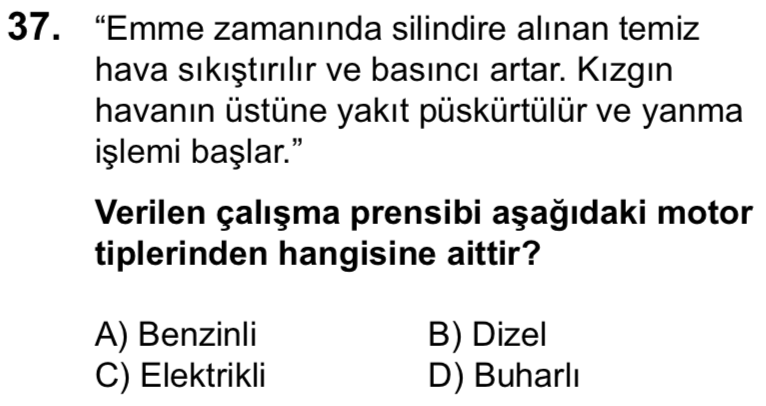 37. “Emme zamanında silindire alınan temiz
hava sıkıştırılır ve basıncı artar. Kızgın
havanın üstüne yakıt püskürtülür ve yanma
işlemi başlar.”
Verilen çalışma prensibi aşağıdaki motor
tiplerinden hangisine aittir?
A) Benzinli B) Dizel
C) Elektrikli D) Buharlı